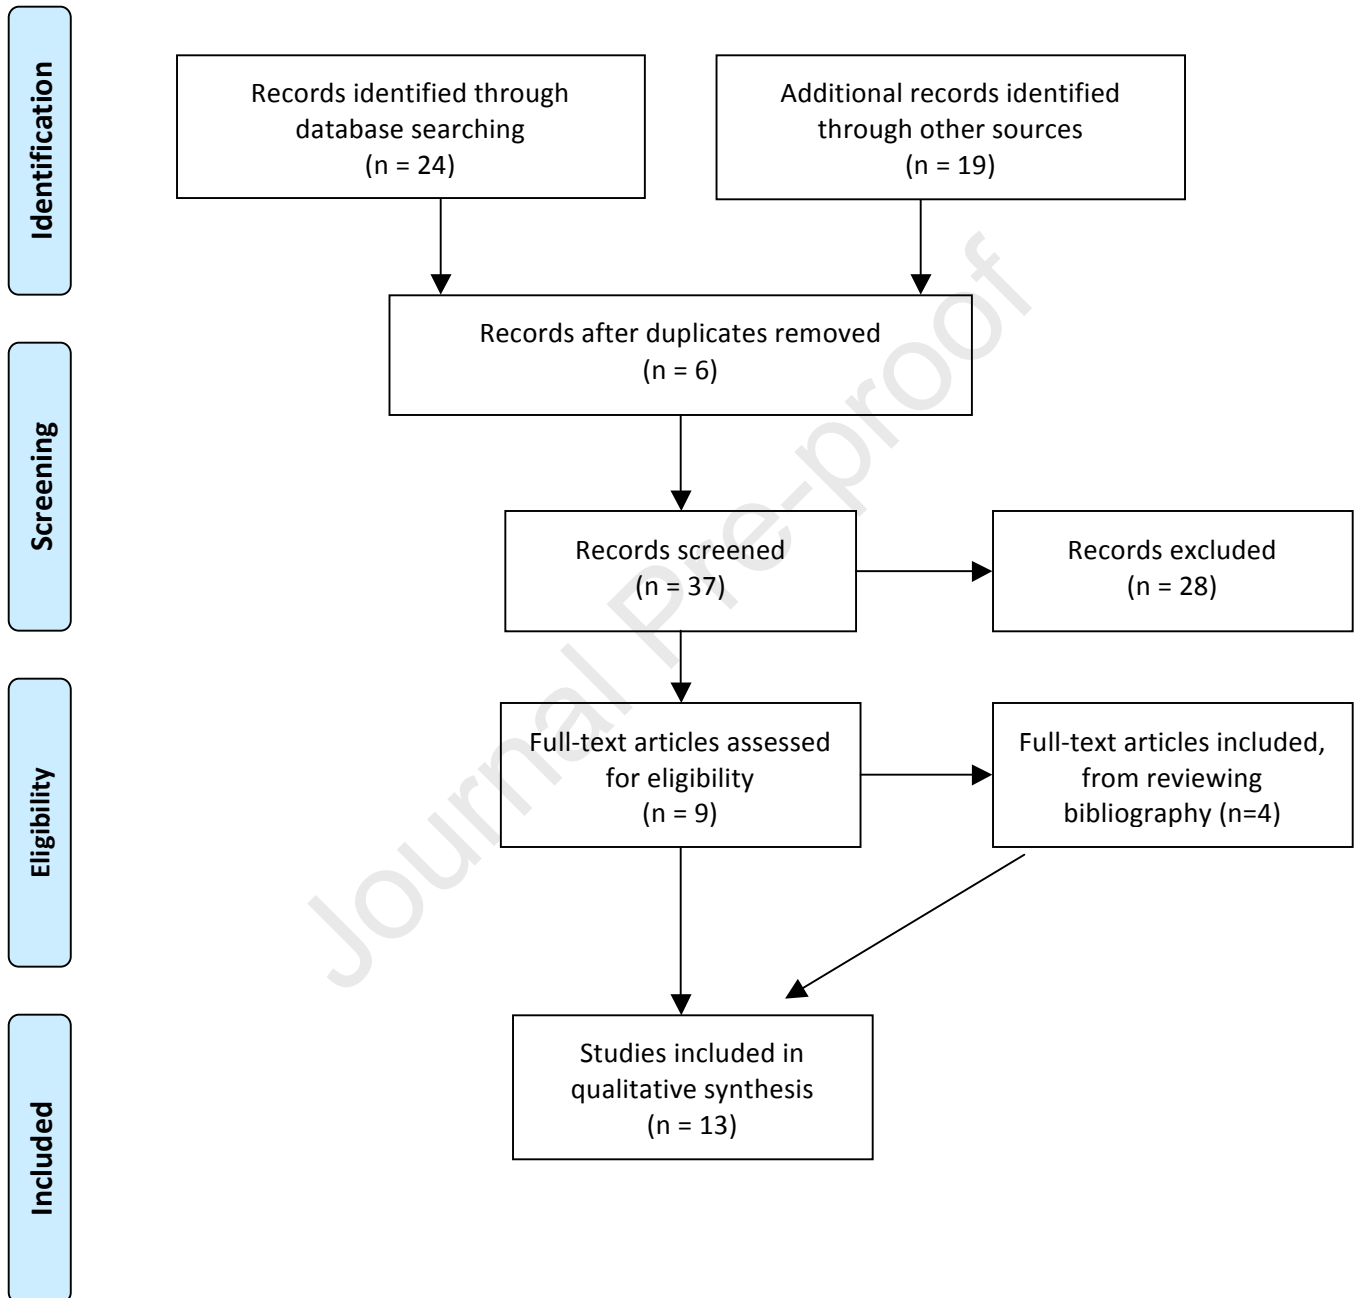 Identification
Records identified through
database searching
(n = 24)
Additional records identified
through other sources
(n = 19)
Records after duplicates removed
(n = 6)
Screening
Records screened
(n = 37)
Records excluded
(n = 28)
Eligibility
Full-text articles assessed
for eligibility
(n = 9)
Full-text articles included,
from reviewing
bibliography (n=4)
Included
Studies included in
qualitative synthesis
(n = 13)
Journal Pre-proof